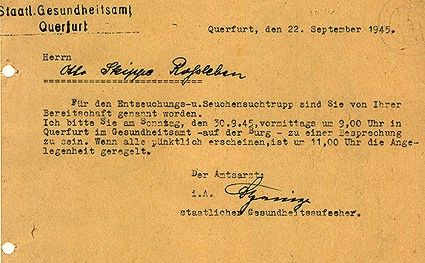 Staatl. Gesundheitsamt
Querfurt
Querfurt, den 22. September 1945.
Herrn
Otto Skippe Roßleben
Für den Entseuchungs-u.Seuchensuchtrupp sind Sie von Ihrer
Bereitschaft genannt worden.
Ich bitte Sie am Sonntag, den 30.9.45,vormittags um 9,00 Uhr in
Querfurt im Gesundheitsamt -auf der Burg - zu einer Besprechung
zu sein. Wenn alle pünktlich erscheinen,ist um 11,00 Uhr die Ange-
legenheit geregelt.
Der Amtsarzt:
i.A.
staatlicher Gesundheitsaufseher.